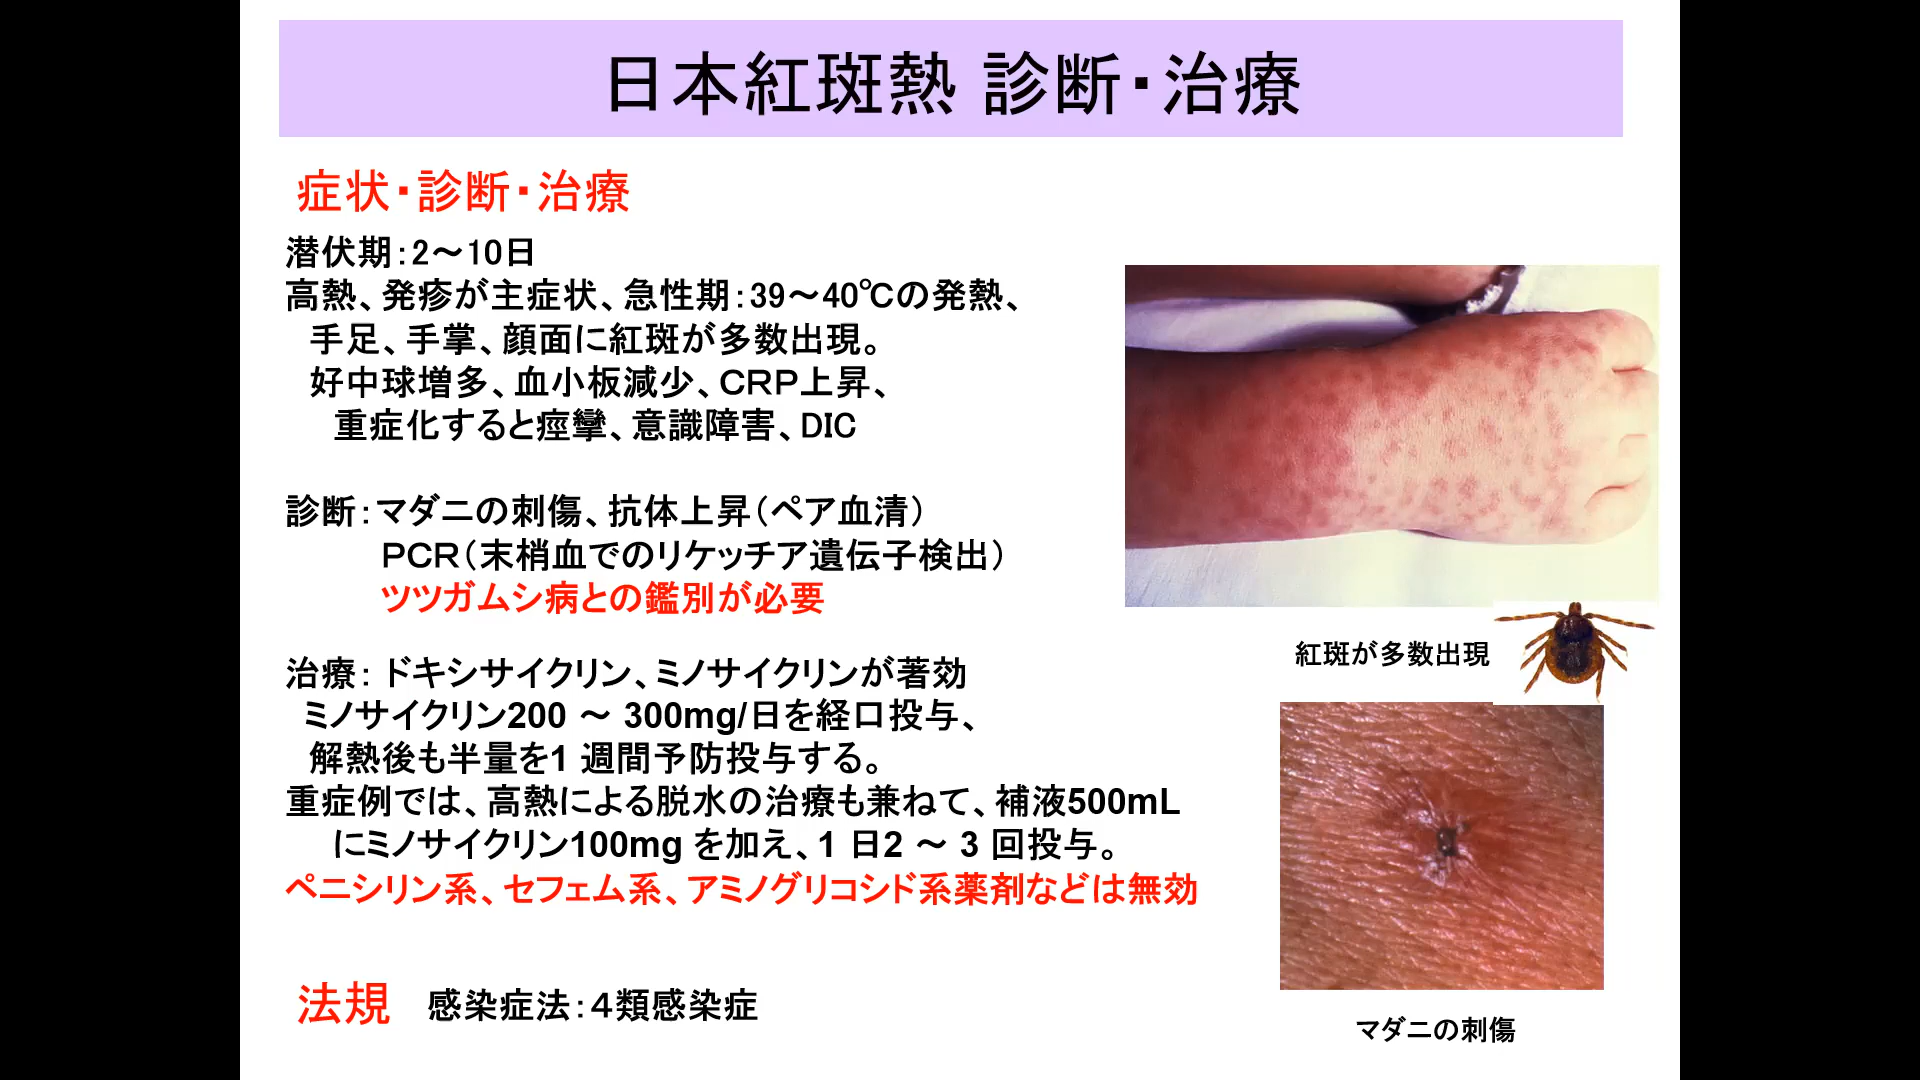 日本紅斑熱 診断・治療
症状・診断・治療
潜伏期：2～10日
高熱、発疹が主症状、急性期：39～40℃の発熱、
手足、手掌、顔面に紅斑が多数出現。
好中球増多、血小板減少、CRP上昇、
重症化すると痙攣、意識障害、DIC
診断：マダニの刺傷、抗体上昇（ペア血清）
PCR（末梢血でのリケッチア遺伝子検出）
ツツガムシ病との鑑別が必要
治療： ドキシサイクリン、ミノサイクリンが著効
ミノサイクリン200 ～ 300mg/日を経口投与、
解熱後も半量を1 週間予防投与する。
重症例では、高熱による脱水の治療も兼ねて、補液500mL
にミノサイクリン100mg を加え、1 日2 ～ 3 回投与。
ペニシリン系、セフェム系、アミノグリコシド系薬剤などは無効
法規 感染症法：４類感染症
紅斑が多数出現
マダニの刺傷